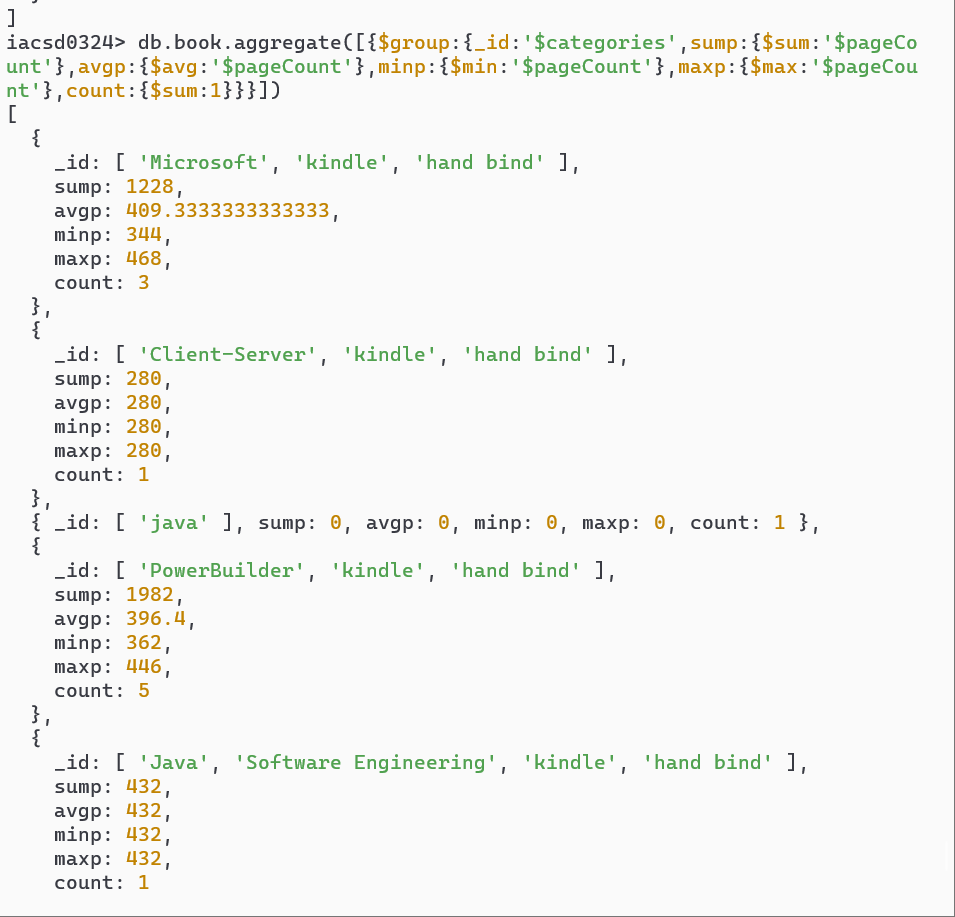 ]
iacsd0324> db.book.aggregate([{$group:{_id:'$categories',sump:{$sum:'$pageCo
unt'},avgp:{$avg:'$pageCount'},minp:{$min:'$pageCount'},maxp:{$max:'$pageCou
nt'},count:{$sum:1}}}])
[
  {
    _id: [ 'Microsoft', 'kindle', 'hand bind' ],
    sump: 1228,
    avgp: 409.3333333333333,
    minp: 344,
    maxp: 468,
    count: 3
  },
  {
    _id: [ 'Client-Server', 'kindle', 'hand bind' ],
    sump: 280,
    avgp: 280,
    minp: 280,
    maxp: 280,
    count: 1
  },
  { _id: [ 'java' ], sump: 0, avgp: 0, minp: 0, maxp: 0, count: 1 },
  {
    _id: [ 'PowerBuilder', 'kindle', 'hand bind' ],
    sump: 1982,
    avgp: 396.4,
    minp: 362,
    maxp: 446,
    count: 5
  },
  {
    _id: [ 'Java', 'Software Engineering', 'kindle', 'hand bind' ],
    sump: 432,
    avgp: 432,
    minp: 432,
    maxp: 432,
    count: 1